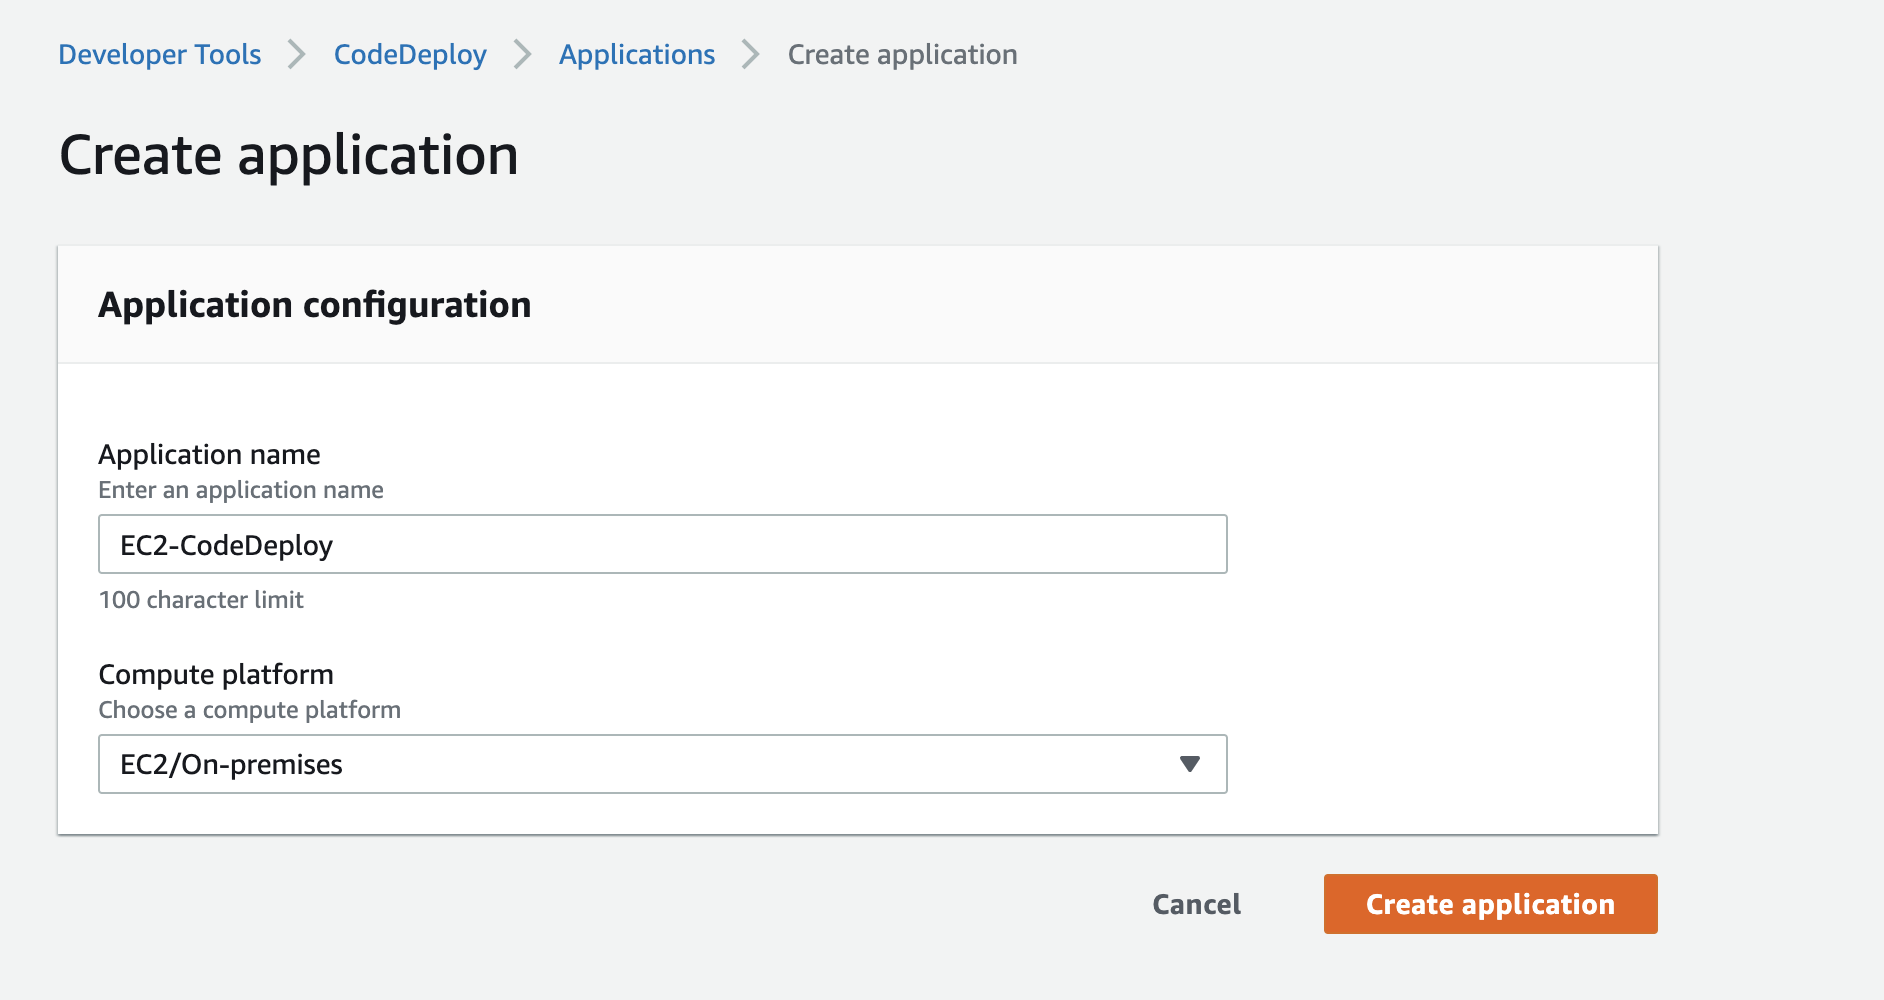 Developer Tools > CodeDeploy > Applications > Create application
Create application
Application configuration
Application name
Enter an application name
EC2-CodeDeploy
100 character limit
Compute platform
Choose a compute platform
EC2/On-premises
Cancel
Create application